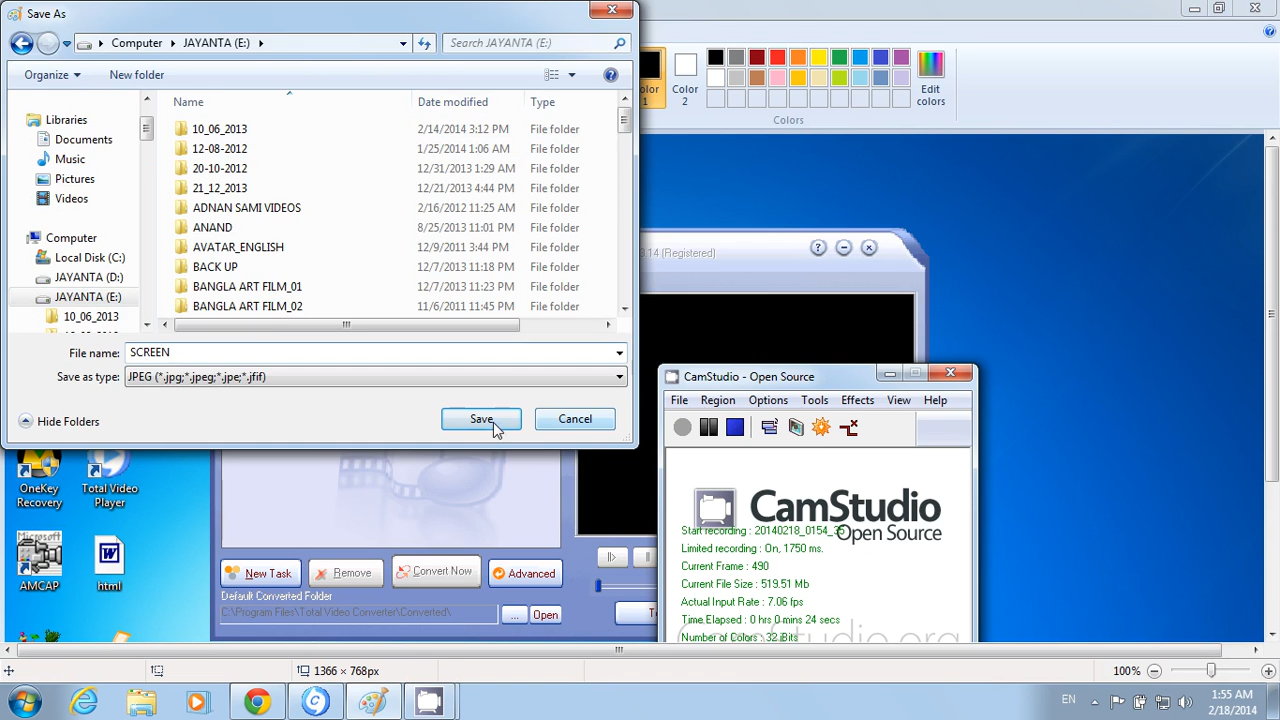 Save As
Computer
JAYANTA (E:)
Search JAYANTA (E:)
Organize
New folder
Name
Date modified
Type
Libraries
Documents
Music
Pictures
Videos
Computer
Local Disk (C:)
JAYANTA (D:)
JAYANTA (E:)
10_06_2013
10_06_2013 2/14/2014 3:12 PM File folder
12-08-2012 1/25/2014 1:06 AM File folder
20-10-2012 12/31/2013 1:29 AM File folder
21_12_2013 12/21/2013 4:44 PM File folder
ADNAN SAMI VIDEOS 2/16/2012 11:25 AM File folder
ANAND 8/25/2013 11:01 PM File folder
AVATAR_ENGLISH 12/9/2011 3:44 PM File folder
BACK UP 12/7/2013 11:18 PM File folder
BANGLA ART FILM_01 12/7/2013 11:23 PM File folder
BANGLA ART FILM_02 11/6/2011 11:45 PM File folder
File name: SCREEN
Save as type: JPEG (*.jpg;*.jpeg;*.jpe;*.jfif)
Hide Folders
Save
Cancel
1
Color
2
Edit
colors
Colors
(Registered)
CamStudio - Open Source
File Region Options Tools Effects View Help
CamStudio
Open Source
Start recording : 20140218_0154_35
Limited recording : On, 1750 ms.
Current Frame : 490
Current File Size : 519.51 Mb
Actual Input Rate : 7.06 fps
Time Elapsed : 0 hrs 0 mins 24 secs
Number of Colors : 32 Bits
OneKey
Recovery
Total Video
Player
Microsoft
AMCAP
html
New Task
Remove
Convert Now
Advanced
Default Converted Folder
C:\Program Files\Total Video Converter\Converted\
...
Open
1366 × 768px
100%
EN
1:55 AM
2/18/2014